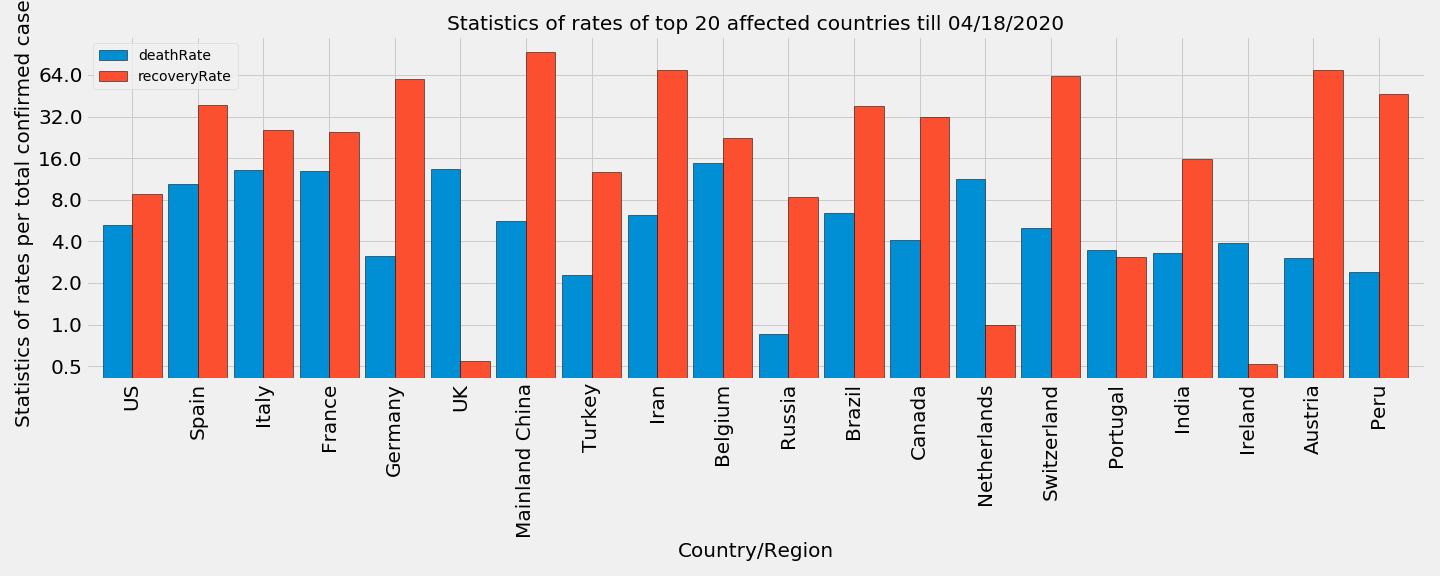 Statistics of rates of top 20 affected countries till 04/18/2020
Statistics of rates per total confirmed case
deathRate
recoveryRate
64.0
32.0
16.0
8.0
4.0
2.0
1.0
0.5
US
Spain
Italy
France
Germany
UK
Mainland China
Turkey
Iran
Belgium
Russia
Brazil
Canada
Netherlands
Switzerland
Portugal
India
Ireland
Austria
Peru
Country/Region